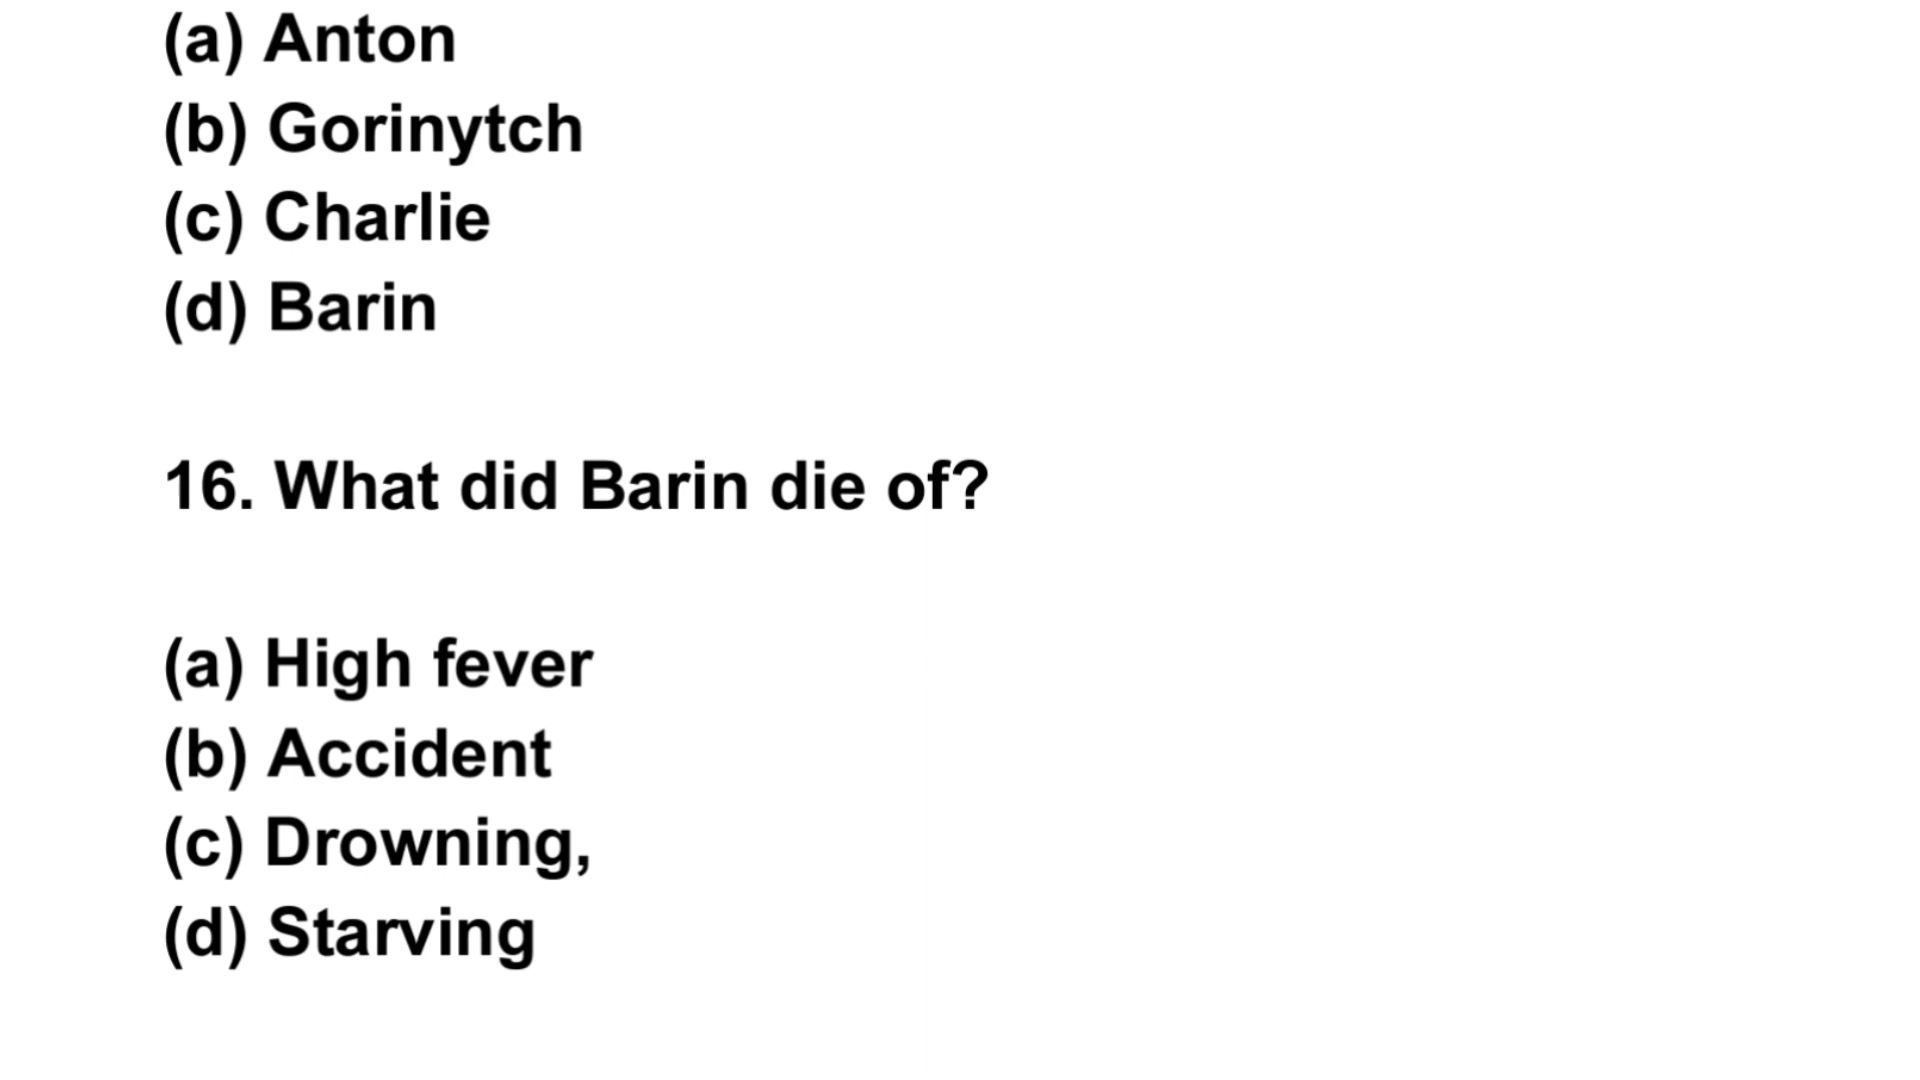 (a) Anton
(b) Gorinytch
(c) Charlie
(d) Barin
16. What did Barin die of?
(a) High fever
(b) Accident
(c) Drowning,
(d) Starving